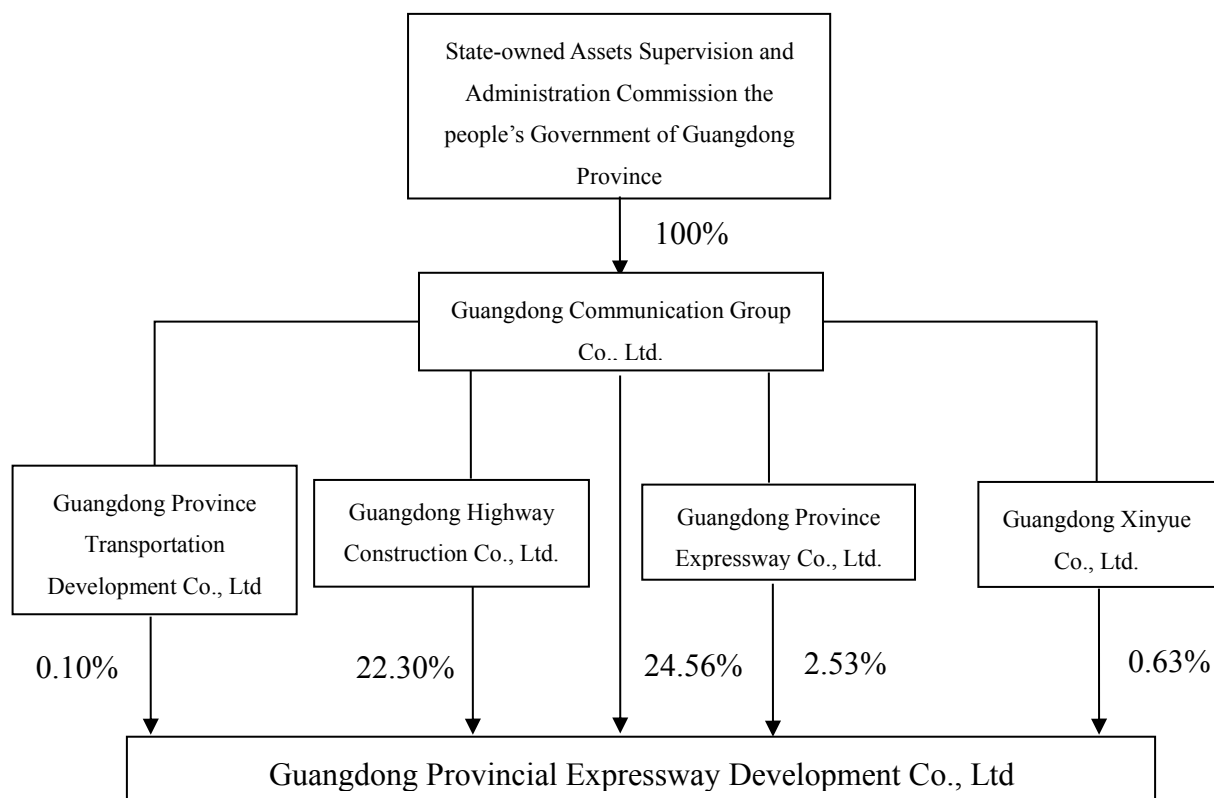 State-owned Assets Supervision and
Administration Commission the
people’s Government of Guangdong
Province
100%
Guangdong Communication Group
Co., Ltd.
Guangdong Province
Transportation
Development Co., Ltd
Guangdong Highway
Construction Co., Ltd.
Guangdong Province
Expressway Co., Ltd.
Guangdong Xinyue
Co., Ltd.
0.10%
22.30%
24.56%
2.53%
0.63%
Guangdong Provincial Expressway Development Co., Ltd